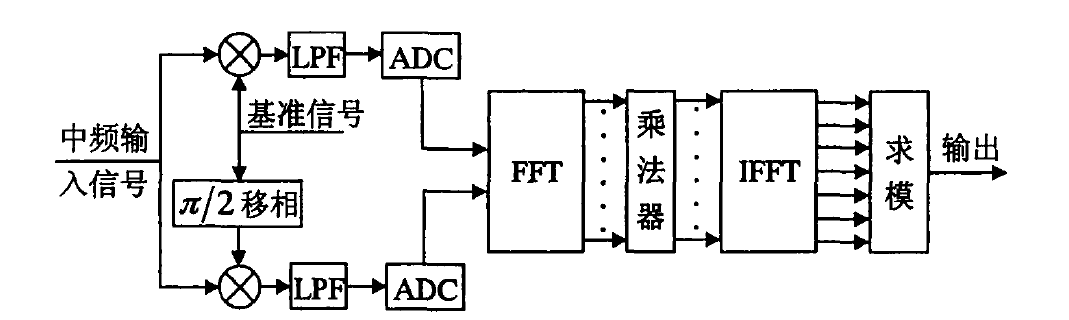 LPF
ADC
基准信号
中频输
入信号
π/2移相
LPF
ADC
FFT
乘法器
IFFT
求模
输出